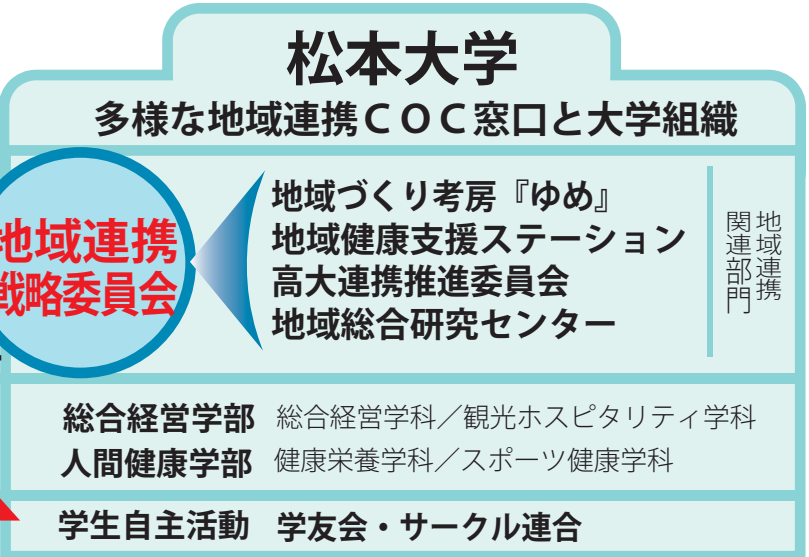 松本大学
多様な地域連携ＣＯＣ窓口と大学組織
地域連携
戦略委員会
地域づくり考房『ゆめ』
地域健康支援ステーション
高大連携推進委員会
地域総合研究センター
地域連携
関連部門
総合経営学部 総合経営学科／観光ホスピタリティ学科
人間健康学部 健康栄養学科／スポーツ健康学科
学生自主活動 学友会・サークル連合